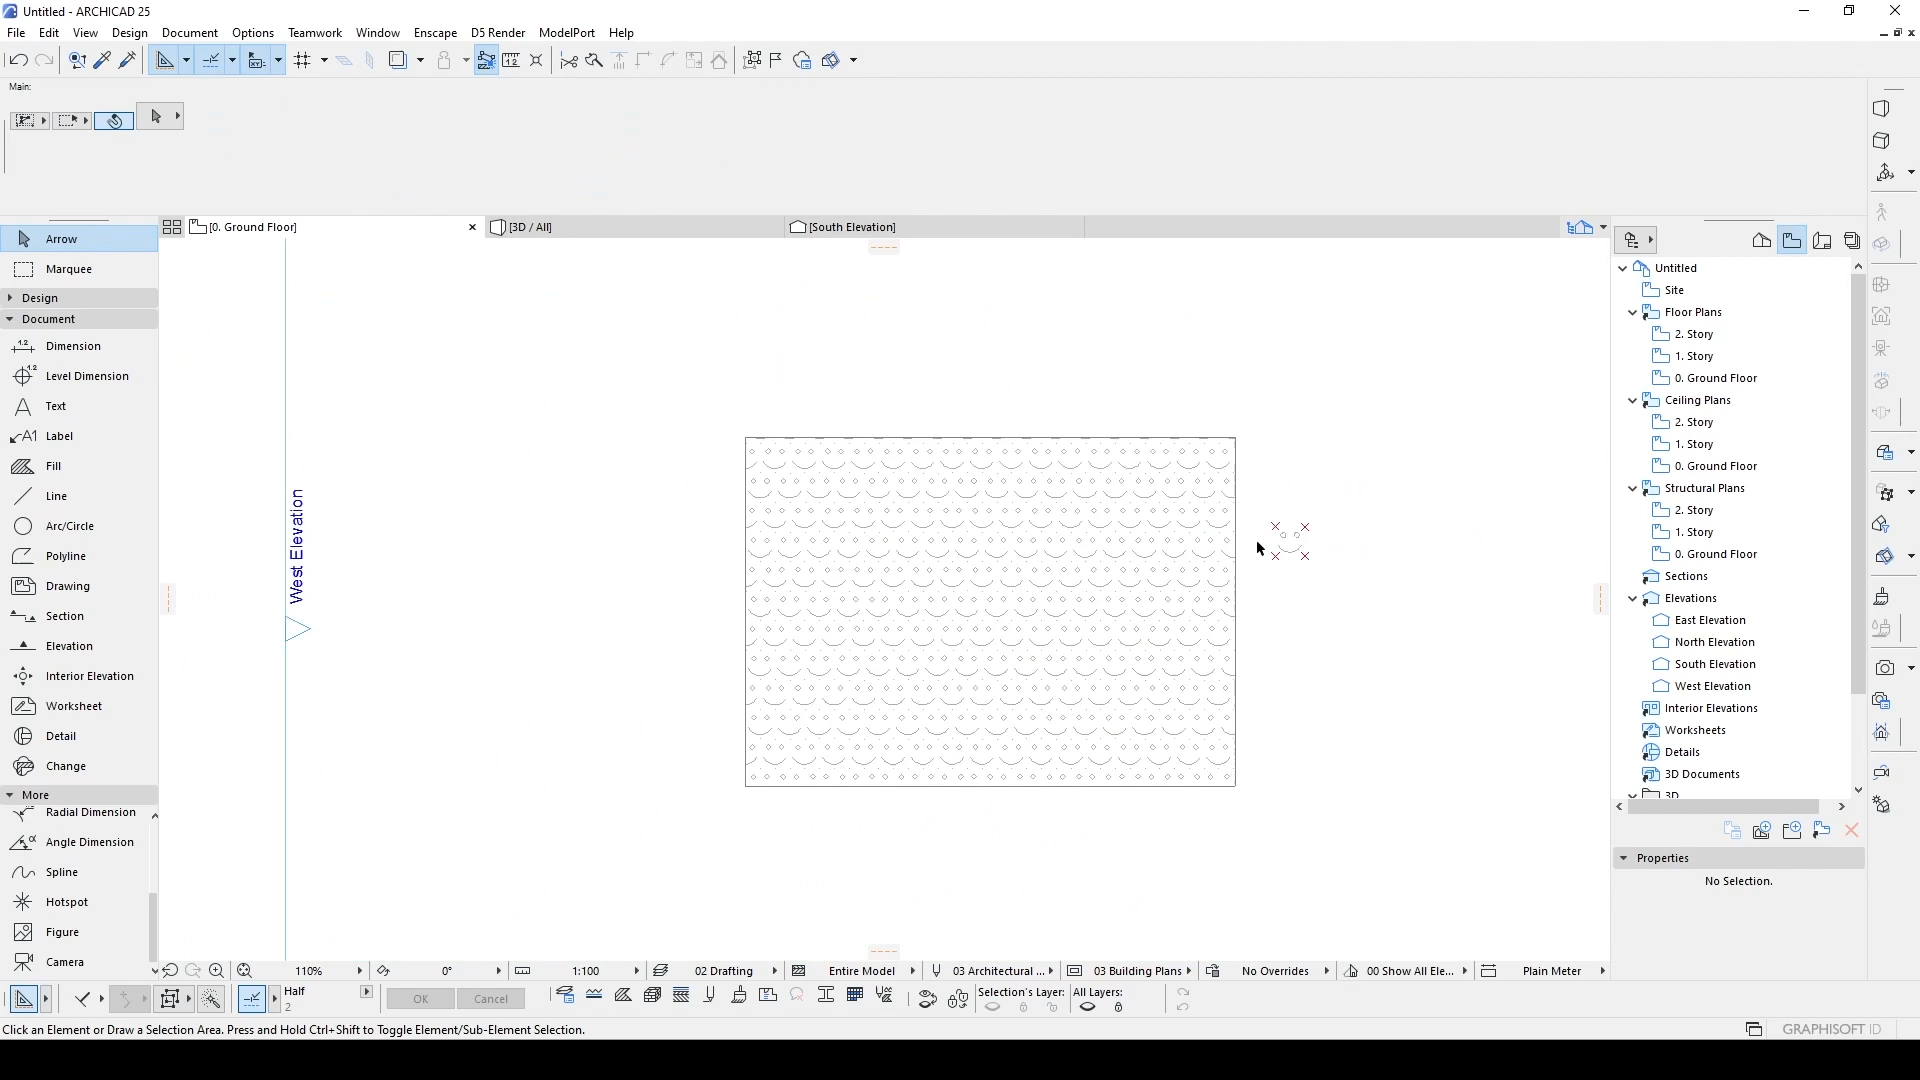 Untitled - ARCHICAD 25
File Edit View Design Document Options Teamwork Window Enscape D5 Render ModelPort Help
Main:
[0. Ground Floor]
[3D / All]
[South Elevation]
Arrow
Marquee
Design
Document
Dimension
Level Dimension
Text
Label
Fill
Line
Arc/Circle
Polyline
Drawing
Section
Elevation
Interior Elevation
Worksheet
Detail
Change
More
Radial Dimension
Angle Dimension
Spline
Hotspot
Figure
Camera
West Elevation
Untitled
Site
Floor Plans
2. Story
1. Story
0. Ground Floor
Ceiling Plans
2. Story
1. Story
0. Ground Floor
Structural Plans
2. Story
1. Story
0. Ground Floor
Sections
Elevations
East Elevation
North Elevation
South Elevation
West Elevation
Interior Elevations
Worksheets
Details
3D Documents
3D
Properties
No Selection.
110% 0° 1:100 02 Drafting Entire Model 03 Architectural ... 03 Building Plans No Overrides 00 Show All Ele... Plain Meter
Half
2
OK Cancel
Selection's Layer: All Layers:
Click an Element or Draw a Selection Area. Press and Hold Ctrl+Shift to Toggle Element/Sub-Element Selection.
GRAPHISOFT ID